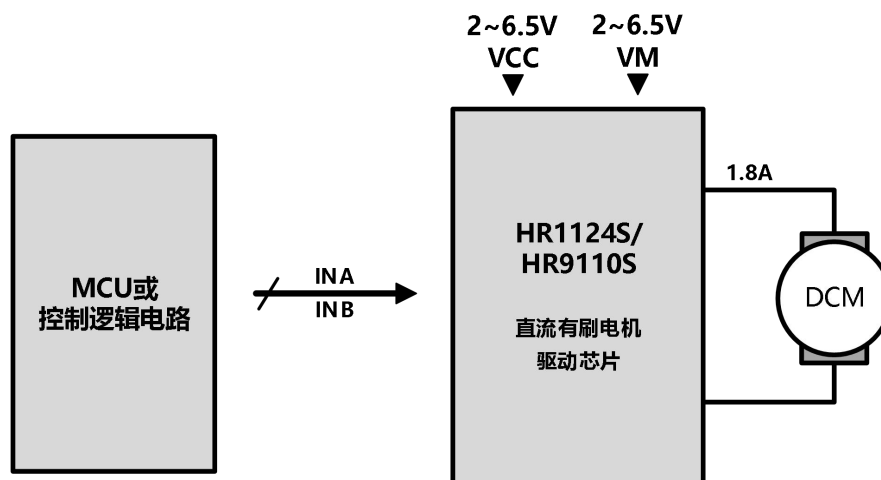 2~6.5V
VCC
2~6.5V
VM
1.8A
MCU或
控制逻辑电路
INA
INB
HR1124S/
HR9110S
直流有刷电机
驱动芯片
DCM